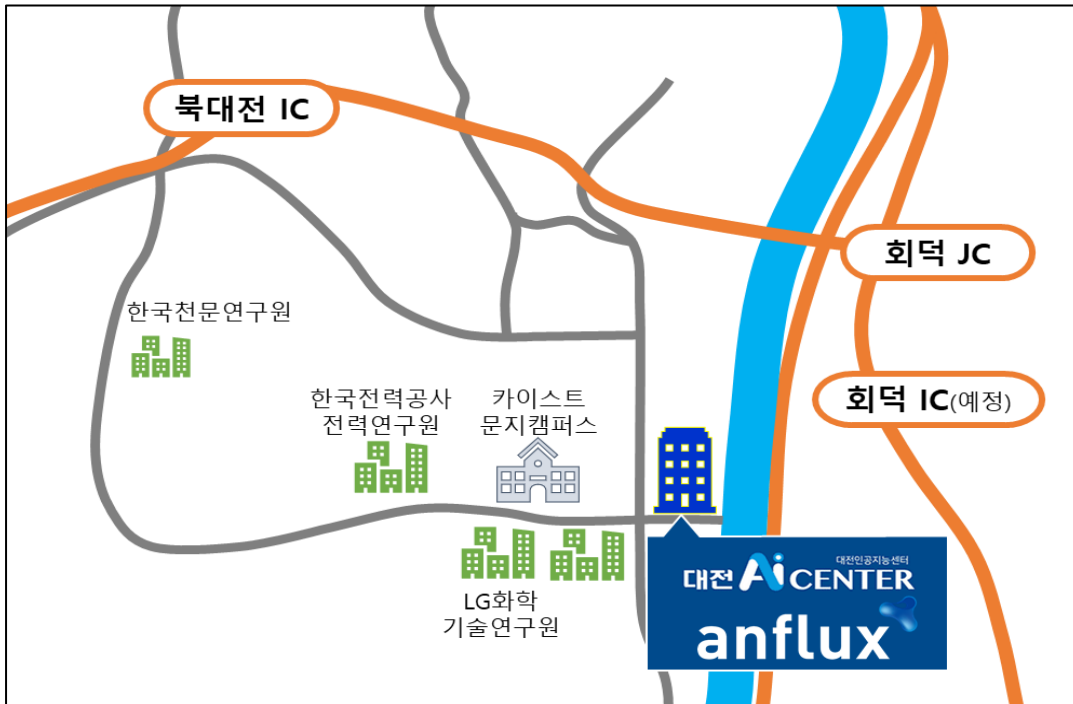 북대전 IC
회덕 JC
한국천문연구원
회덕 IC(예정)
한국전력공사
전력연구원
카이스트
문지캠퍼스
대전인공지능센터
대전 Ai CENTER
anflux
LG화학
기술연구원